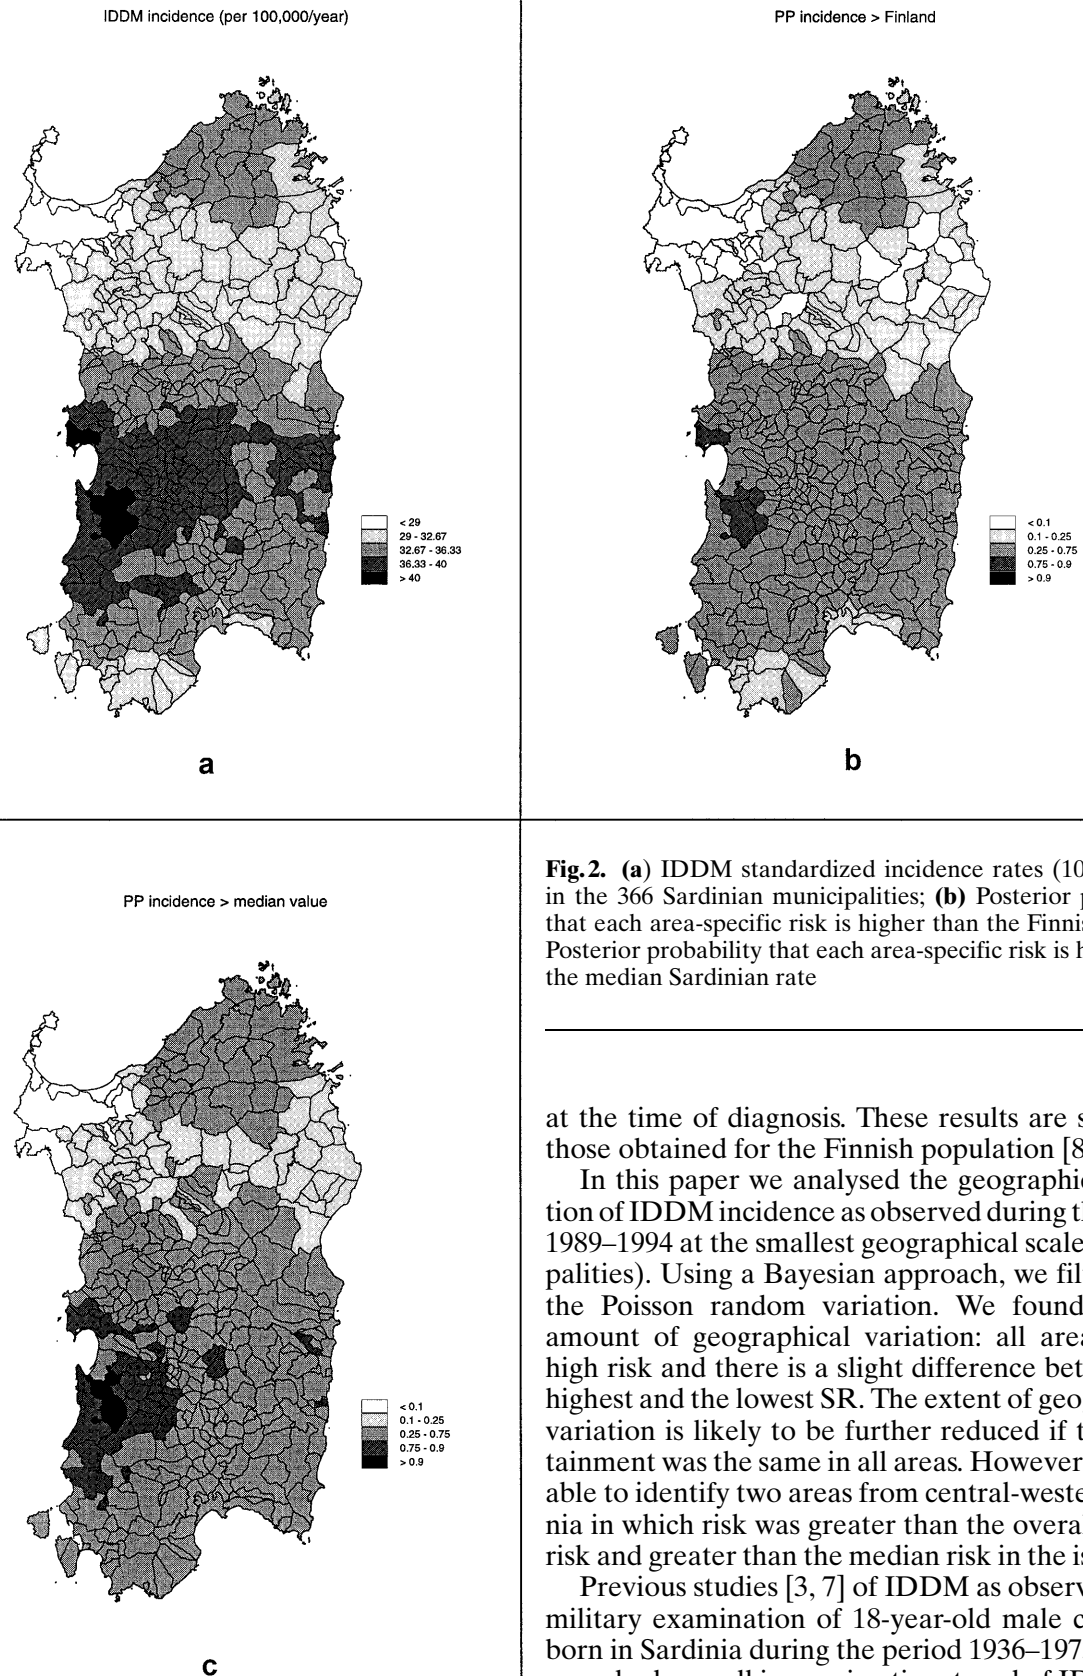 IDDM incidence (per 100,000/year)
< 29
29 - 32.67
32.67 - 36.33
36.33 - 40
> 40
a
PP incidence > Finland
< 0.1
0.1 - 0.25
0.25 - 0.75
0.75 - 0.9
> 0.9
b
PP incidence > median value
< 0.1
0.1 - 0.25
0.25 - 0.75
0.75 - 0.9
> 0.9
c
Fig. 2. (a) IDDM standardized incidence rates (10
in the 366 Sardinian municipalities; (b) Posterior p
that each area-specific risk is higher than the Finnis
Posterior probability that each area-specific risk is h
the median Sardinian rate
at the time of diagnosis. These results are s
those obtained for the Finnish population [8
In this paper we analysed the geographic
tion of IDDM incidence as observed during t
1989–1994 at the smallest geographical scale
palities). Using a Bayesian approach, we fil
the Poisson random variation. We found
amount of geographical variation: all area
high risk and there is a slight difference bet
highest and the lowest SR. The extent of geo
variation is likely to be further reduced if t
tainment was the same in all areas. However
able to identify two areas from central-weste
nia in which risk was greater than the overal
risk and greater than the median risk in the is
Previous studies [3, 7] of IDDM as observ
military examination of 18-year-old male c
born in Sardinia during the period 1936–197